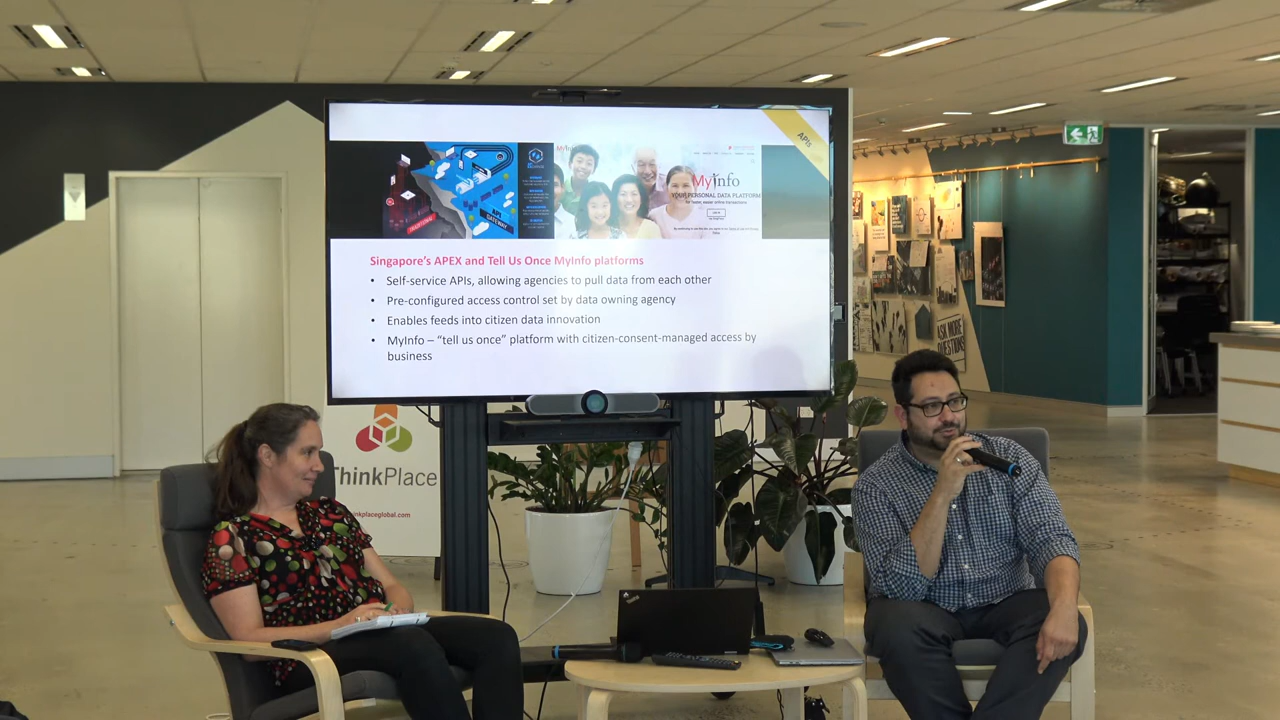 APIs
MyInfo
YOUR PERSONAL DATA PLATFORM
TRADITIONAL
GATEWAY
Singapore's APEX and Tell Us Once MyInfo platforms
• Self-service APIs, allowing agencies to pull data from each other
• Pre-configured access control set by data owning agency
• Enables feeds into citizen data innovation
• MyInfo – "tell us once" platform with citizen-consent-managed access by
business
ThinkPlace
thinkplaceglobal.com
ASK MORE
QUESTIONS